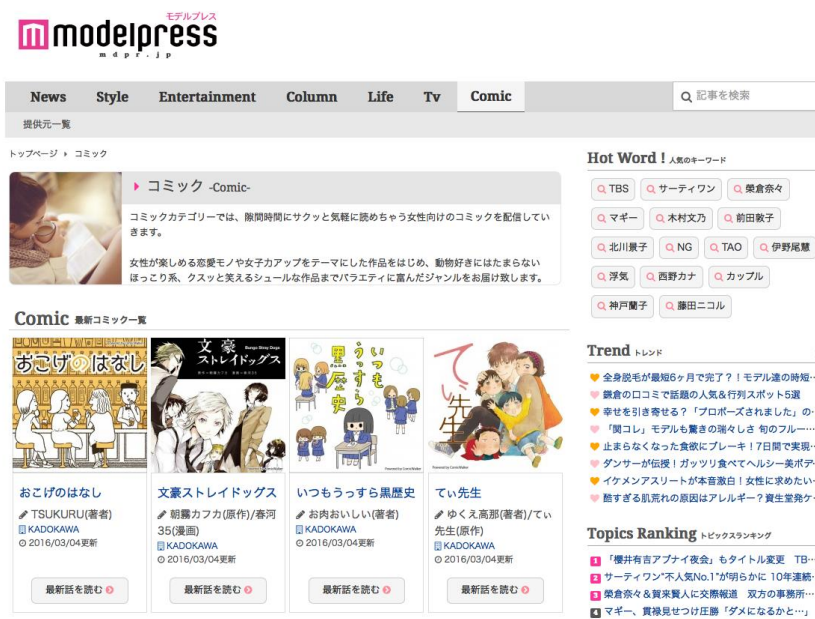 モデルプレス
modelpress
mdpr.jp
News Style Entertainment Column Life Tv Comic
記事を検索
提供元一覧
トップページ コミック
コミック -Comic-
コミックカテゴリーでは、隙間時間にサクッと気軽に読めちゃう女性向けのコミックを配信してい
きます。
女性が楽しめる恋愛モノや女子力アップをテーマにした作品をはじめ、動物好きにはたまらない
ほっこり系、クスッと笑えるシュールな作品までバラエティに富んだジャンルをお届け致します。
Comic 最新コミック一覧
おこげのはなし
文豪
ストレイドッグス
Bungo Stray Dogs
いつも
うっすら
黒歴史
てぃ先生
おこげのはなし
TSUKURU(著者)
KADOKAWA
2016/03/04更新
最新話を読む
文豪ストレイドッグス
朝霧カフカ(原作)/春河
35(漫画)
KADOKAWA
2016/03/04更新
最新話を読む
いつもうっすら黒歴史
お肉おいしい(著者)
KADOKAWA
2016/03/04更新
最新話を読む
てぃ先生
ゆくえ高那(著者)/てぃ
先生(原作)
KADOKAWA
2016/03/04更新
最新話を読む
Hot Word ! 人気のキーワード
TBS サーティワン 榮倉奈々
マギー 木村文乃 前田敦子
北川景子 NG TAO 伊野尾慧
浮気 西野カナ カップル
神戸蘭子 藤田ニコル
Trend トレンド
全身脱毛が最短6ヶ月で完了?!モデル達の時短…
鎌倉の口コミで話題の人気&行列スポット5選
幸せを引き寄せる?「プロポーズされました」の…
「関コレ」モデルも驚きの瑞々しさ 旬のフルー…
止まらなくなった食欲にブレーキ!7日間で実現…
ダンサーが伝授!ガッツリ食べてヘルシー美ボデ…
イケメンアスリートが本音激白!女性に求めたい…
酷すぎる肌荒れの原因はアレルギー?資生堂発ケ…
Topics Ranking トピックスランキング
1 「櫻井有吉アブナイ夜会」もタイトル変更 TB…
2 サーティワン"不人気No.1"が明らかに 10年連続…
3 榮倉奈々&賀来賢人に交際報道 双方の事務所…
4 マギー、貫禄見せつけ圧勝「ダメになるかと…」